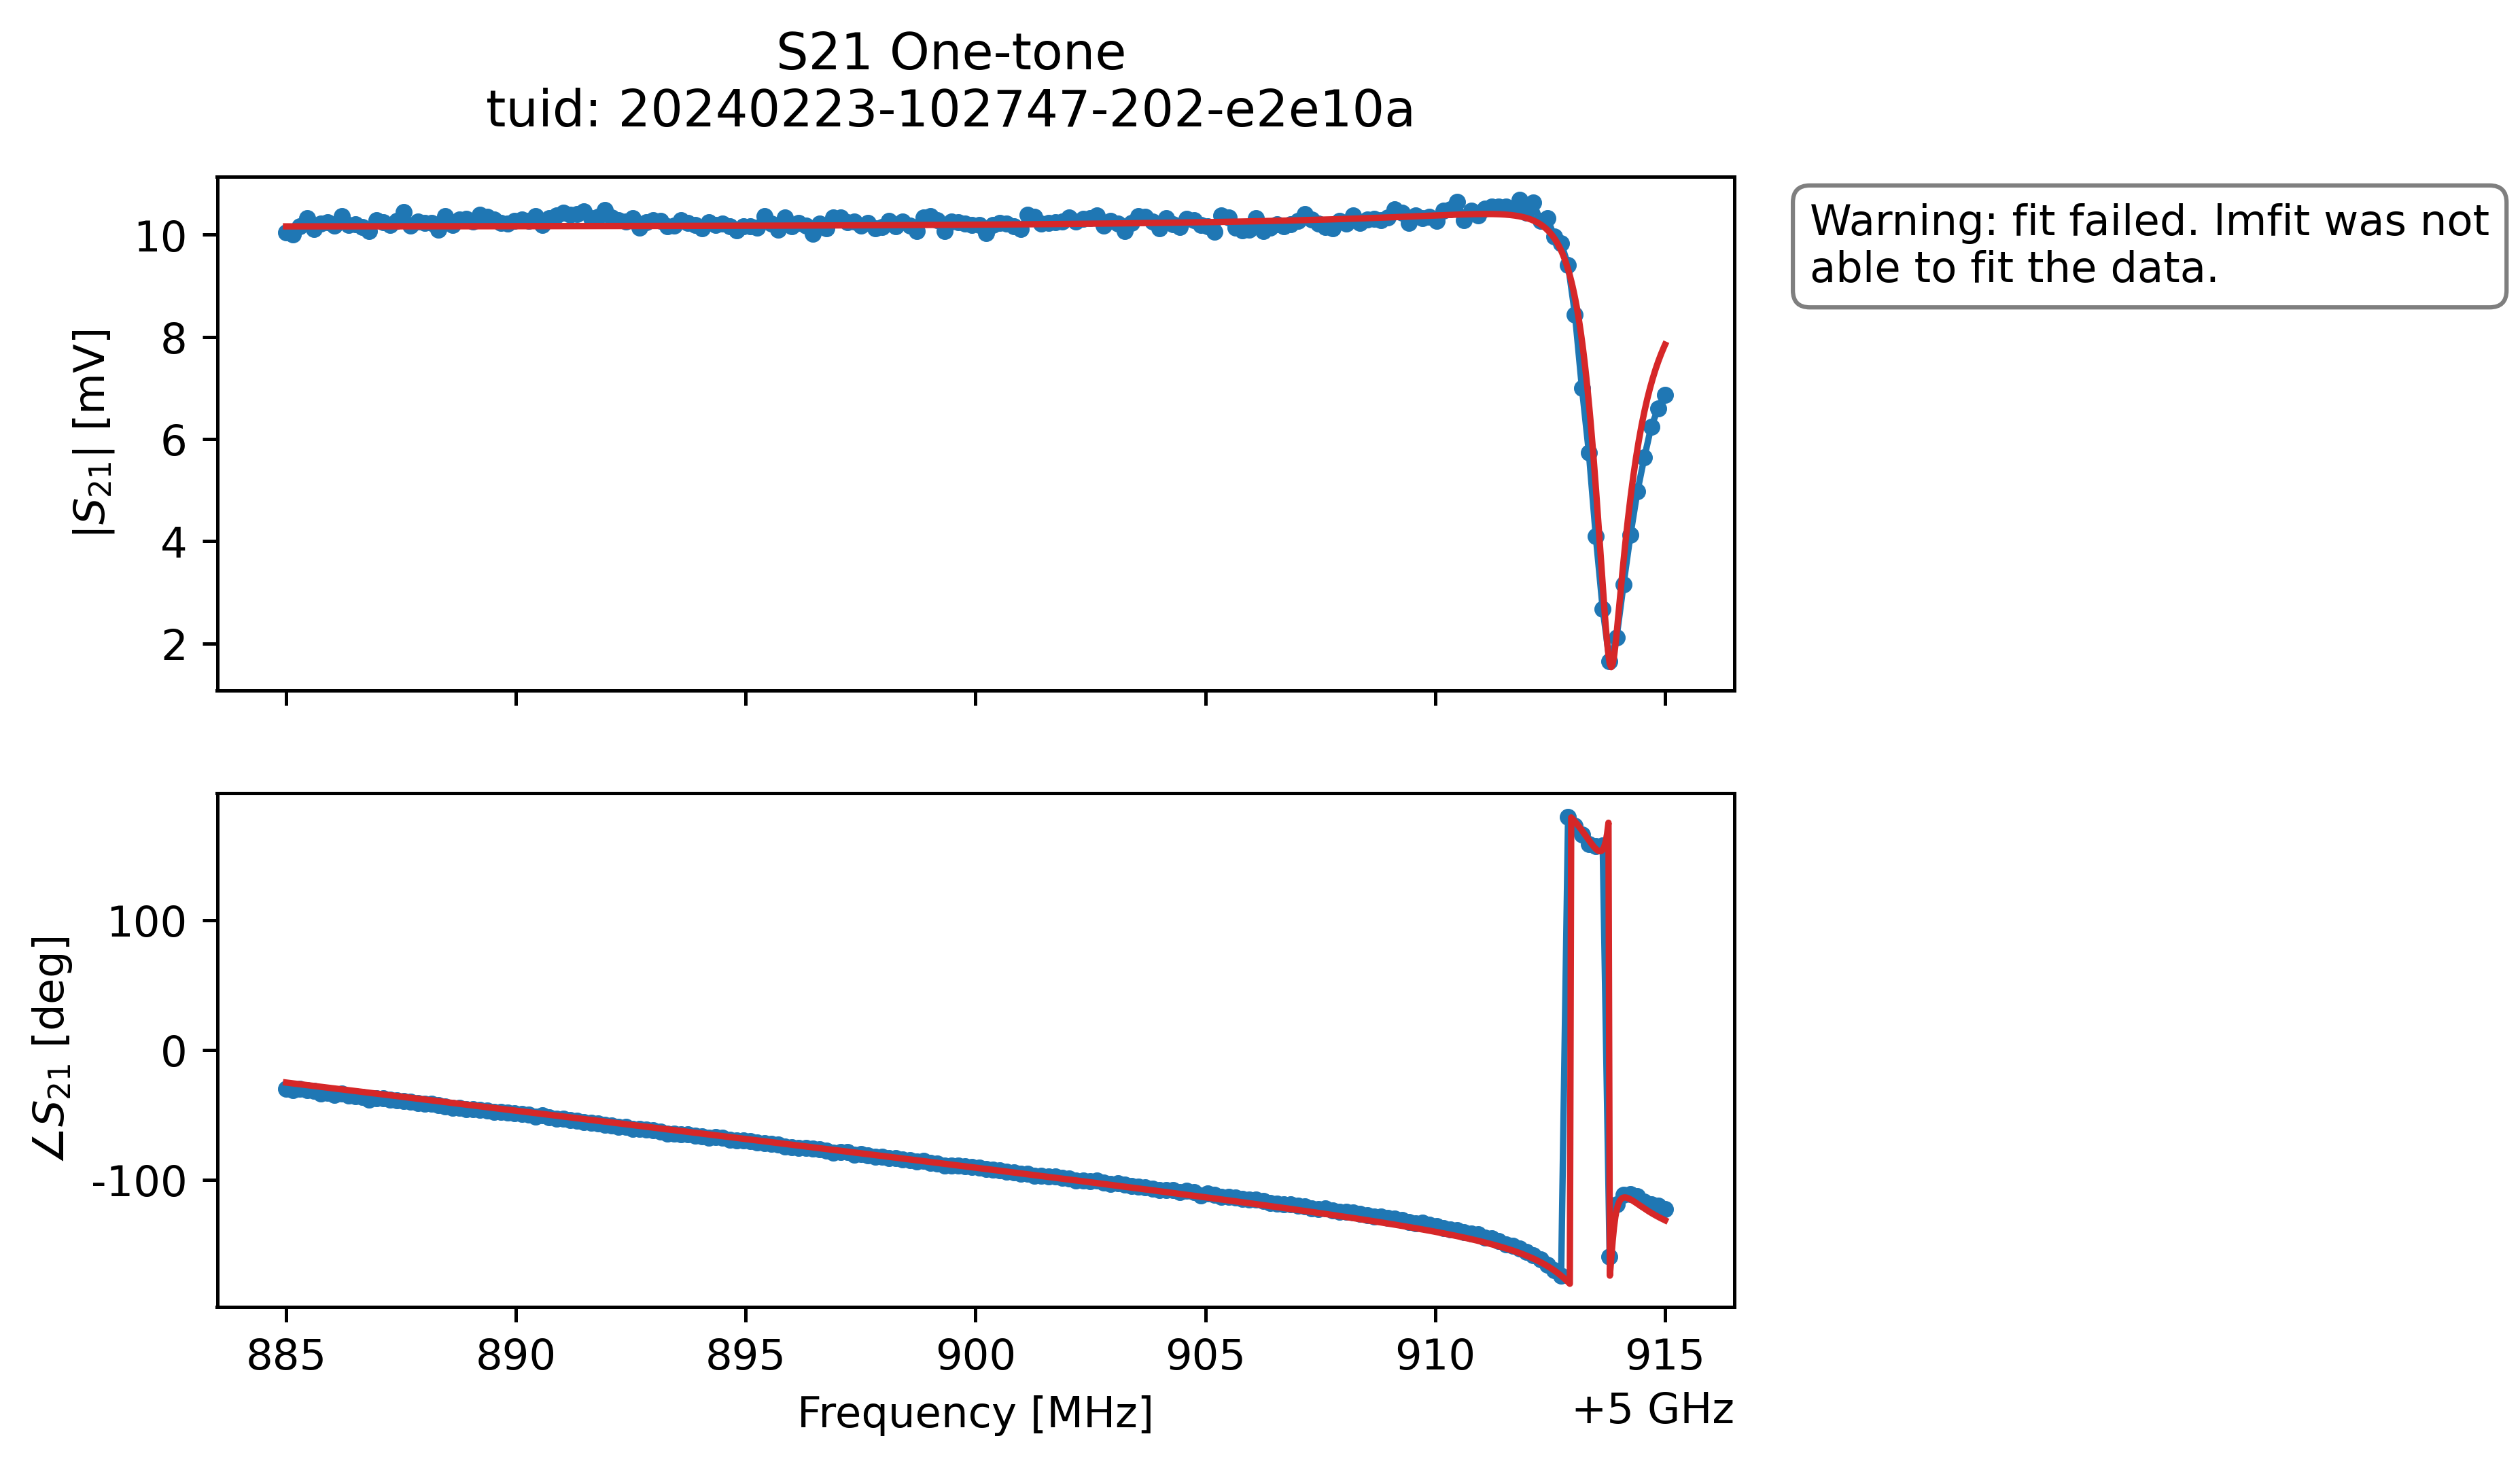 S21 One-tone
tuid: 20240223-102747-202-e2e10a
Warning: fit failed. lmfit was not
able to fit the data.
10
8
6
4
2
|S21| [mV]
100
0
-100
∠S21 [deg]
885 890 895 900 905 910 915
Frequency [MHz]
+5 GHz